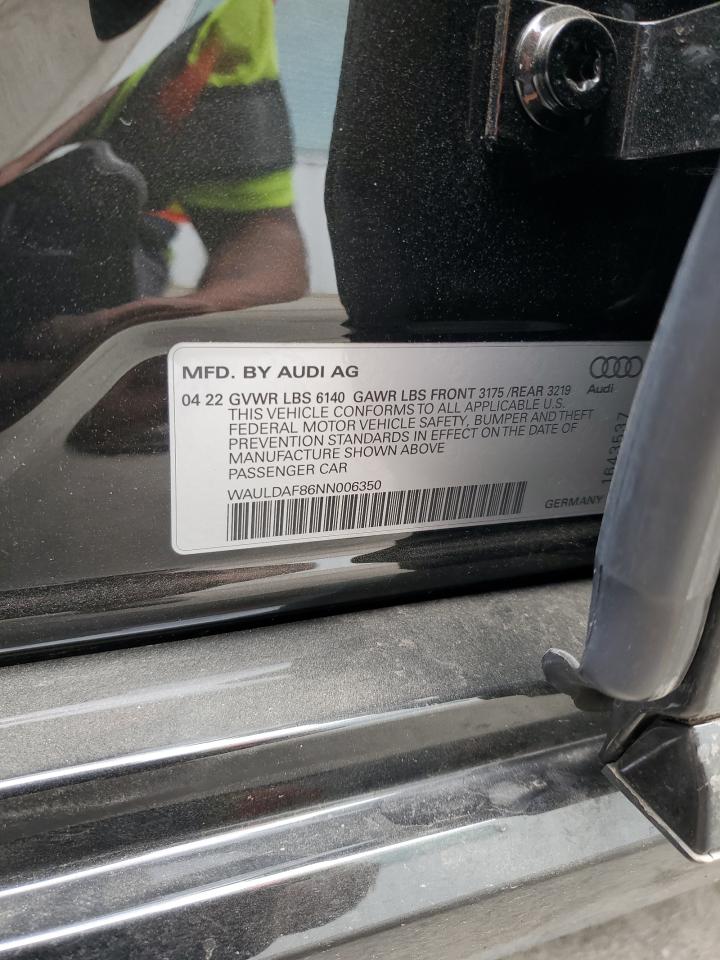 MFD. BY AUDI AG
Audi
04 22 GVWR LBS 6140 GAWR LBS FRONT 3175 /REAR 3219
THIS VEHICLE CONFORMS TO ALL APPLICABLE U.S.
FEDERAL MOTOR VEHICLE SAFETY, BUMPER AND THEFT
PREVENTION STANDARDS IN EFFECT ON THE DATE OF
MANUFACTURE SHOWN ABOVE
PASSENGER CAR
WAULDAF86NN006350
GERMANY
1643537